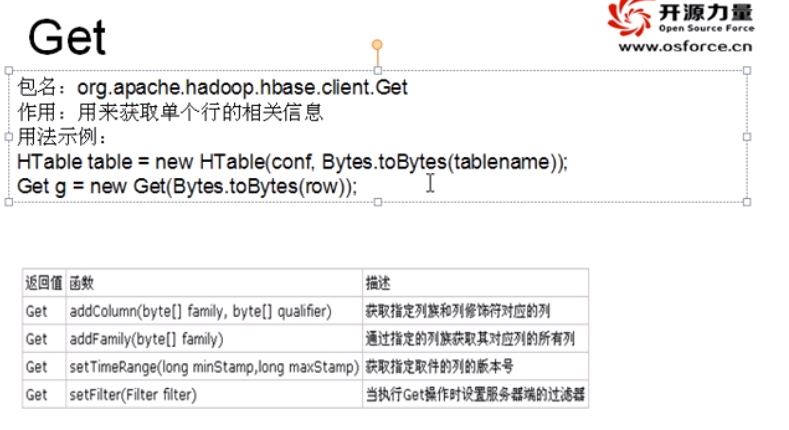 Get
开源力量
Open Source Force
www.osforce.cn
包名：org.apache.hadoop.hbase.client.Get
作用：用来获取单个行的相关信息
用法示例：
HTable table = new HTable(conf, Bytes.toBytes(tablename));
Get g = new Get(Bytes.toBytes(row));
返回值 函数 描述
Get addColumn(byte[] family, byte[] qualifier) 获取指定列族和列修饰符对应的列
Get addFamily(byte[] family) 通过指定的列族获取其对应列的所有列
Get setTimeRange(long minStamp,long maxStamp) 获取指定取件的列的版本号
Get setFilter(Filter filter) 当执行Get操作时设置服务器端的过滤器